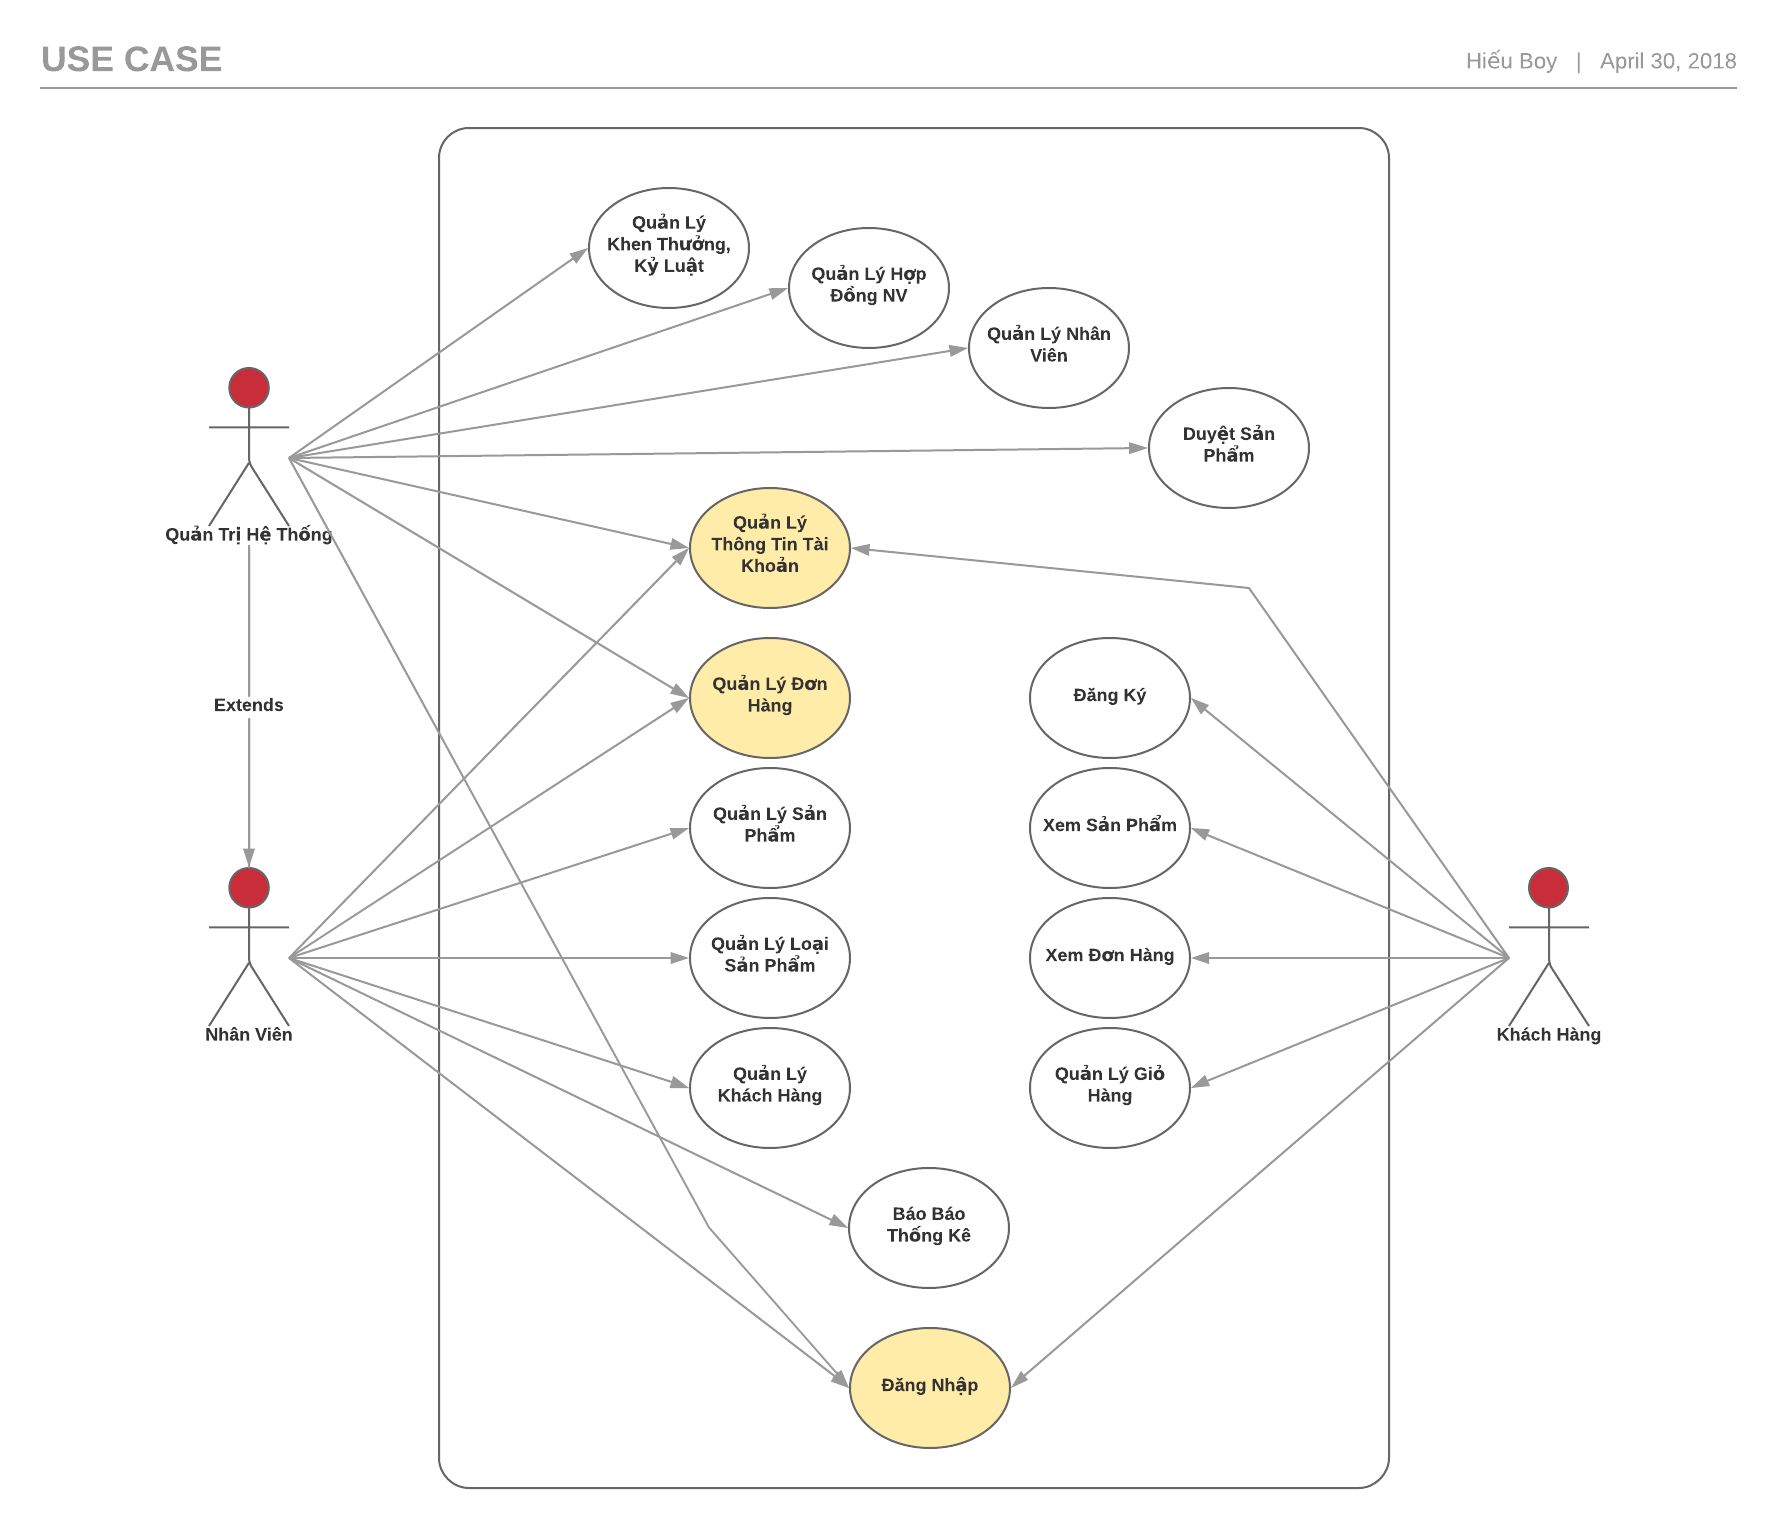 USE CASE
Hiếu Boy | April 30, 2018
Quản Lý
Khen Thưởng,
Kỷ Luật
Quản Lý Hợp
Đồng NV
Quản Lý Nhân
Viên
Duyệt Sản
Phẩm
Quản Trị Hệ Thống
Quản Lý
Thông Tin Tài
Khoản
Extends
Quản Lý Đơn
Hàng
Đăng Ký
Quản Lý Sản
Phẩm
Xem Sản Phẩm
Quản Lý Loại
Sản Phẩm
Xem Đơn Hàng
Nhân Viên
Khách Hàng
Quản Lý
Khách Hàng
Quản Lý Giỏ
Hàng
Báo Báo
Thống Kê
Đăng Nhập